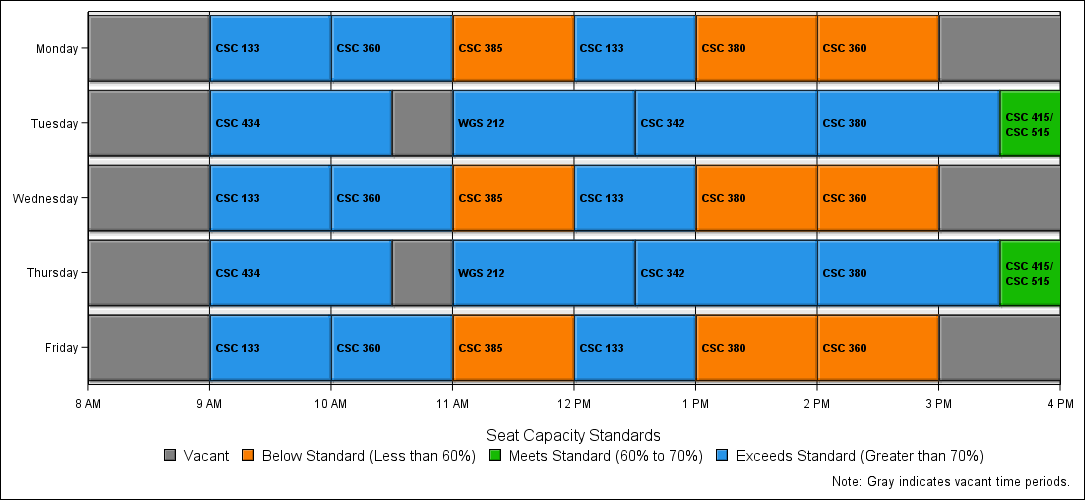 Monday
CSC 133
CSC 360
CSC 385
CSC 133
CSC 380
CSC 360
Tuesday
CSC 434
WGS 212
CSC 342
CSC 380
CSC 415/
CSC 515
Wednesday
CSC 133
CSC 360
CSC 385
CSC 133
CSC 380
CSC 360
Thursday
CSC 434
WGS 212
CSC 342
CSC 380
CSC 415/
CSC 515
Friday
CSC 133
CSC 360
CSC 385
CSC 133
CSC 380
CSC 360
8 AM
9 AM
10 AM
11 AM
12 PM
1 PM
2 PM
3 PM
4 PM
Seat Capacity Standards
Vacant
Below Standard (Less than 60%)
Meets Standard (60% to 70%)
Exceeds Standard (Greater than 70%)
Note: Gray indicates vacant time periods.